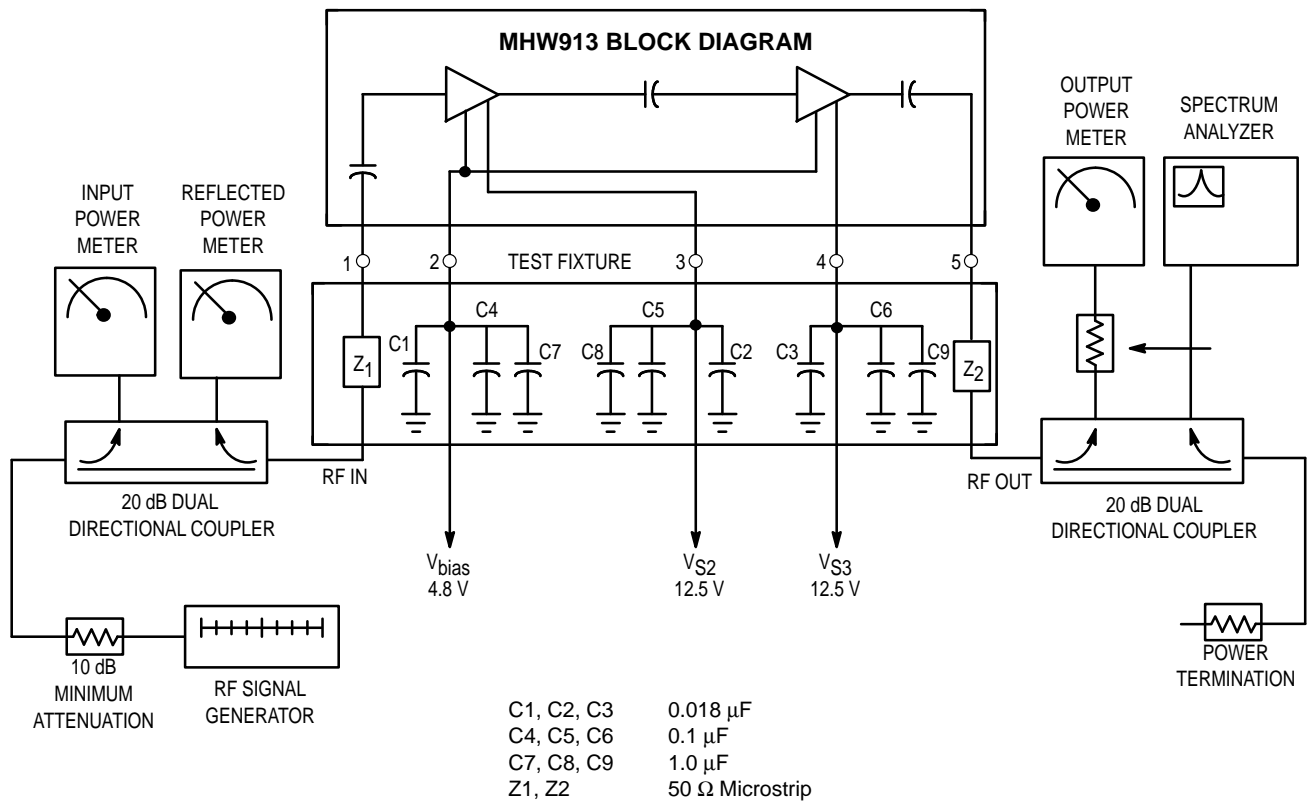 MHW913 BLOCK DIAGRAM
OUTPUT
POWER
METER
SPECTRUM
ANALYZER
INPUT
POWER
METER
REFLECTED
POWER
METER
1
2
TEST FIXTURE
3
4
5
Z1
C1
C4
C7
C8
C5
C2
C3
C6
C9
Z2
RF IN
RF OUT
20 dB DUAL
DIRECTIONAL COUPLER
20 dB DUAL
DIRECTIONAL COUPLER
Vbias
4.8 V
VS2
12.5 V
VS3
12.5 V
10 dB
MINIMUM
ATTENUATION
RF SIGNAL
GENERATOR
POWER
TERMINATION
C1, C2, C3 0.018 µF
C4, C5, C6 0.1 µF
C7, C8, C9 1.0 µF
Z1, Z2 50 Ω Microstrip